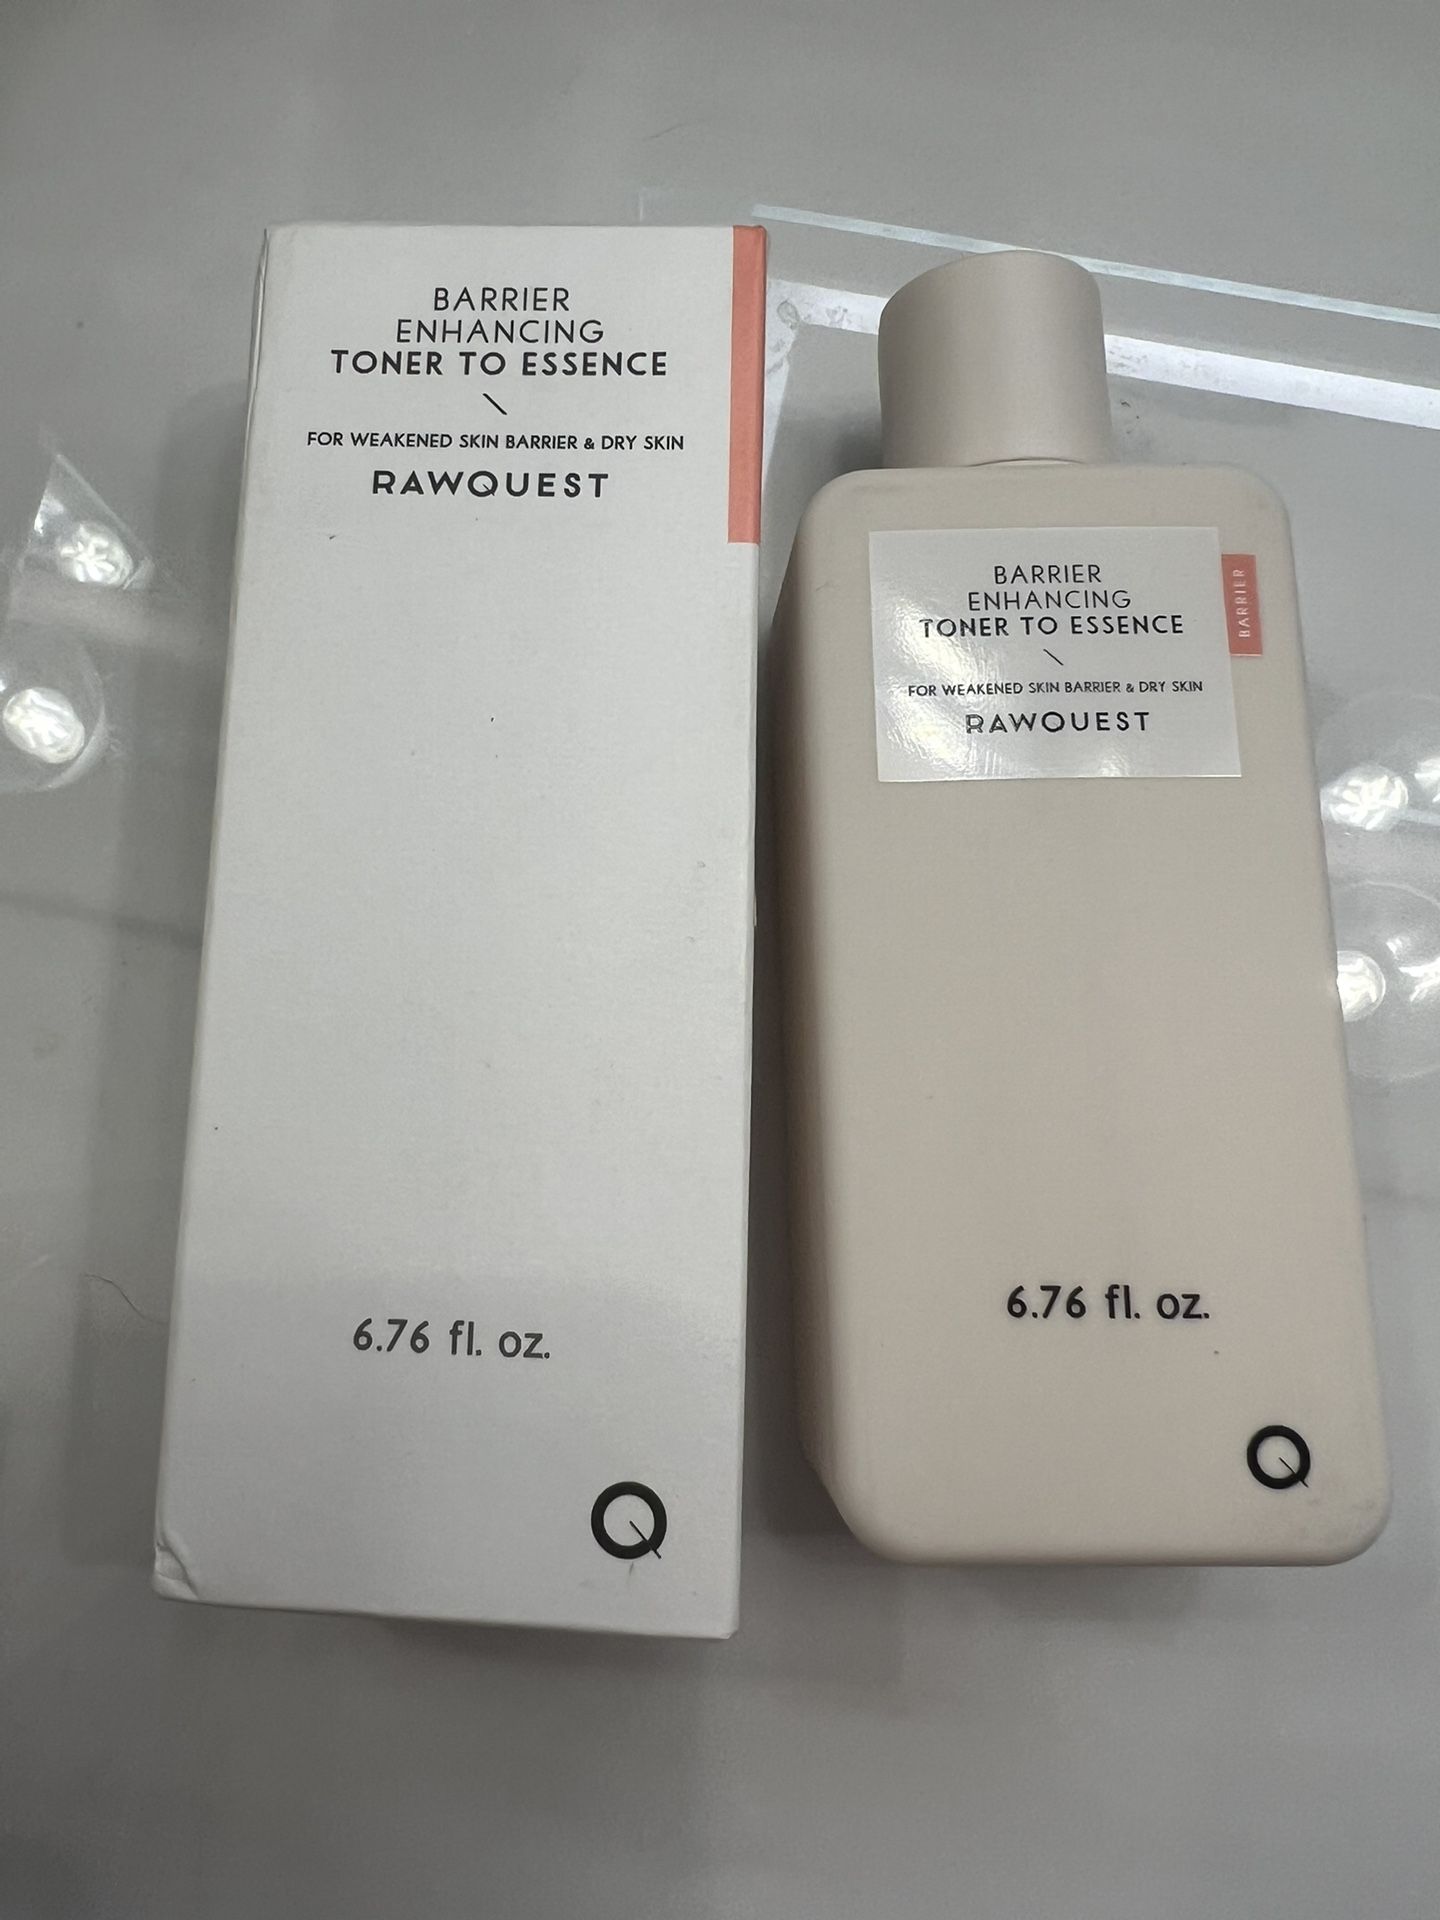 BARRIER
ENHANCING
TONER TO ESSENCE
\
FOR WEAKENED SKIN BARRIER & DRY SKIN
RAWQUEST
6.76 fl. oz.
Q
BARRIER
ENHANCING
TONER TO ESSENCE
\
FOR WEAKENED SKIN BARRIER & DRY SKIN
RAWQUEST
BARRIER
6.76 fl. oz.
Q